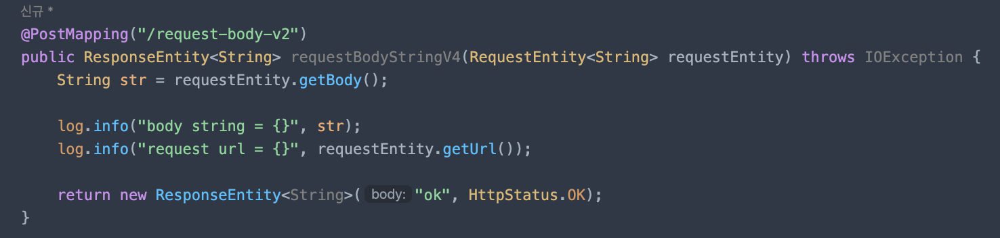 신규 *
@PostMapping("/request-body-v2")
public ResponseEntity<String> requestBodyStringV4(RequestEntity<String> requestEntity) throws IOException {
    String str = requestEntity.getBody();
    log.info("body string = {}", str);
    log.info("request url = {}", requestEntity.getUrl());
    return new ResponseEntity<String>( body: "ok", HttpStatus.OK);
}